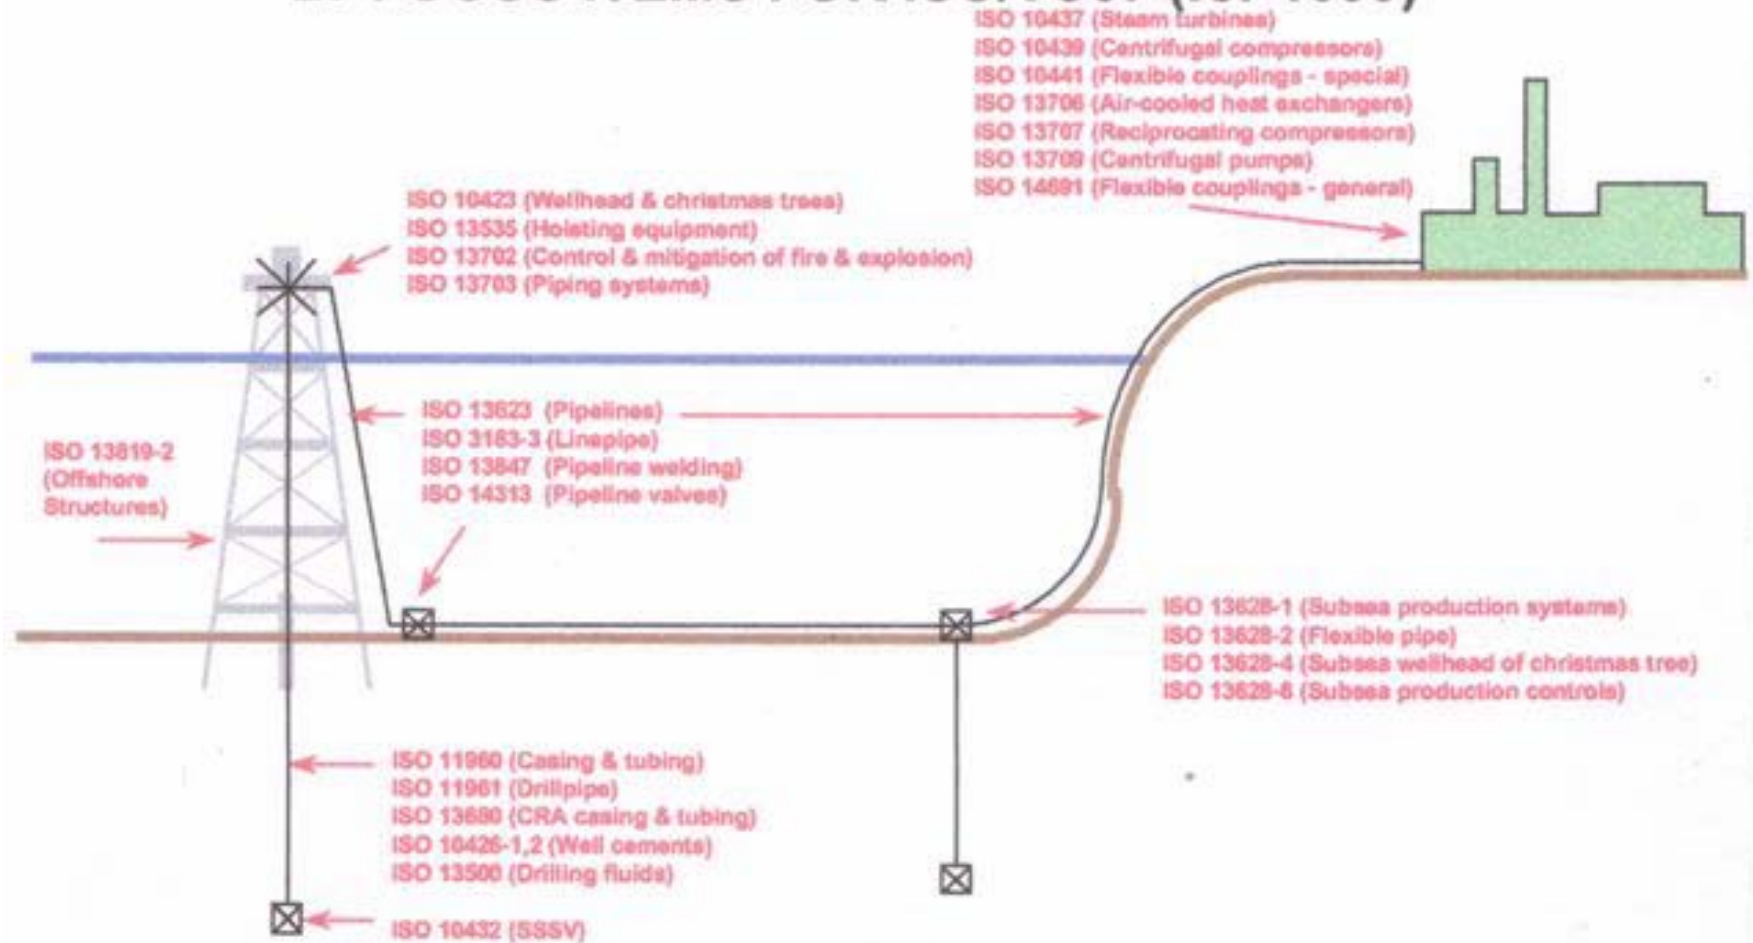 ISO 10437 (Steam turbines)
ISO 10439 (Centrifugal compressors)
ISO 10441 (Flexible couplings - special)
ISO 13706 (Air-cooled heat exchangers)
ISO 13707 (Reciprocating compressors)
ISO 13709 (Centrifugal pumps)
ISO 14691 (Flexible couplings - general)
ISO 10423 (Wellhead & christmas trees)
ISO 13535 (Hoisting equipment)
ISO 13702 (Control & mitigation of fire & explosion)
ISO 13703 (Piping systems)
ISO 13623 (Pipelines)
ISO 3183-3 (Linepipe)
ISO 13847 (Pipeline welding)
ISO 14313 (Pipeline valves)
ISO 13819-2
(Offshore
Structures)
ISO 13628-1 (Subsea production systems)
ISO 13628-2 (Flexible pipe)
ISO 13628-4 (Subsea wellhead of christmas tree)
(Subsea production controls)
ISO 11960 (Casing & tubing)
ISO 11961 (Drillpipe)
ISO 13680 (CRA casing & tubing)
ISO 10426-1,2 (Well cements)
ISO 13500 (Drilling fluids)
ISO 10432 (SSSV)